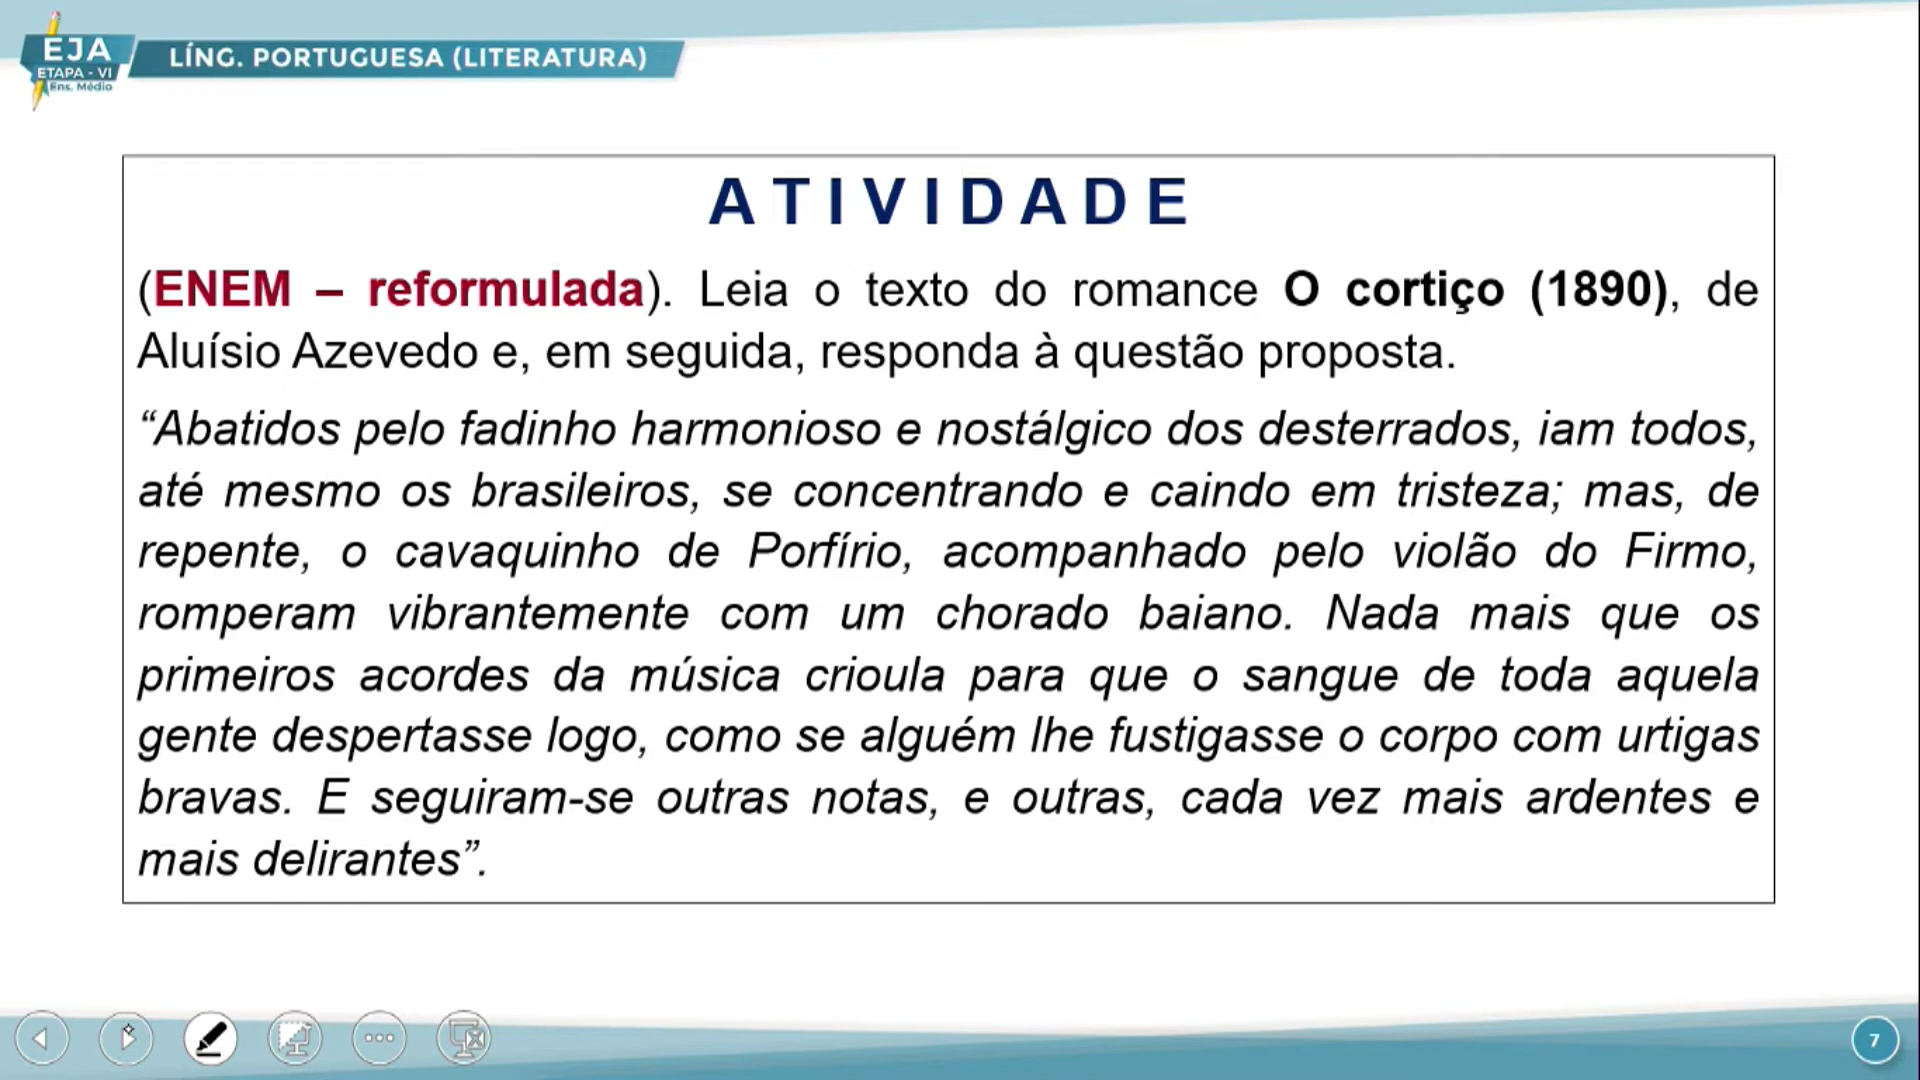 EJA
ETAPA - VI
Ens. Médio
LÍNG. PORTUGUESA (LITERATURA)
ATIVIDADE
(ENEM – reformulada). Leia o texto do romance O cortiço (1890), de
Aluísio Azevedo e, em seguida, responda à questão proposta.
“Abatidos pelo fadinho harmonioso e nostálgico dos desterrados, iam todos,
até mesmo os brasileiros, se concentrando e caindo em tristeza; mas, de
repente, o cavaquinho de Porfírio, acompanhado pelo violão do Firmo,
romperam vibrantemente com um chorado baiano. Nada mais que os
primeiros acordes da música crioula para que o sangue de toda aquela
gente despertasse logo, como se alguém lhe fustigasse o corpo com urtigas
bravas. E seguiram-se outras notas, e outras, cada vez mais ardentes e
mais delirantes”.
7